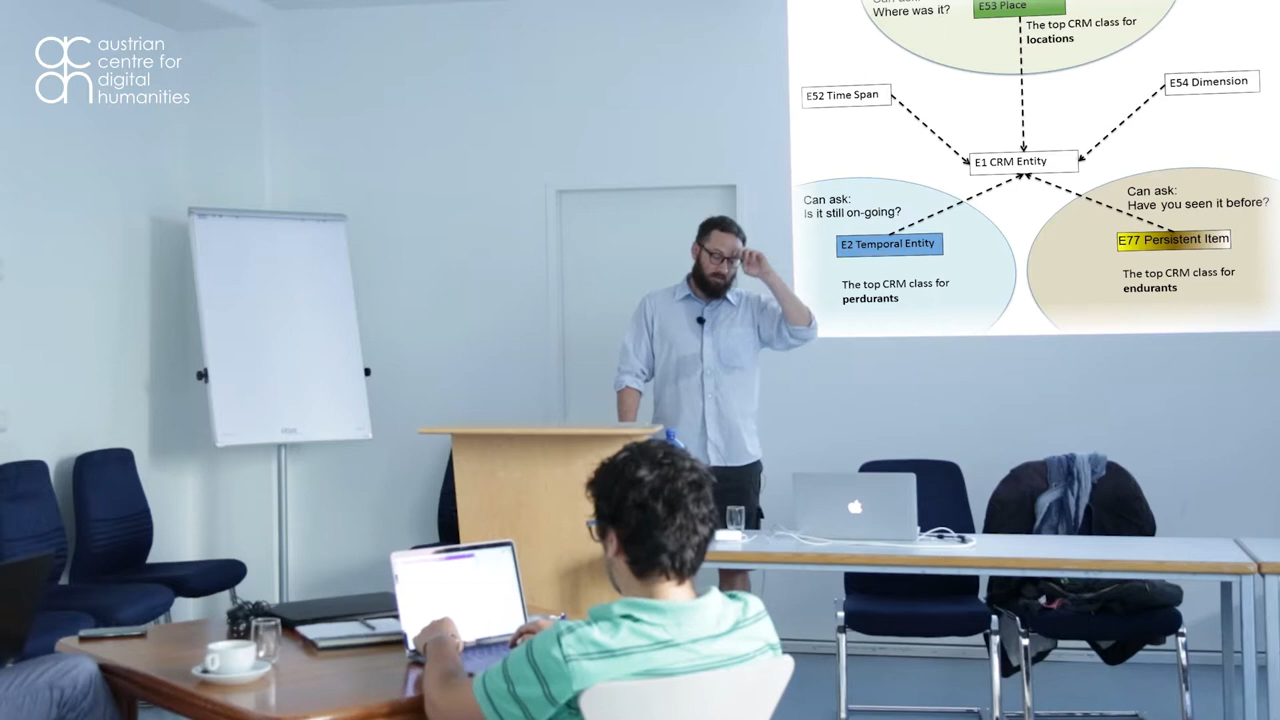 austrian
centre for
digital
humanities
Where was it?
E53 Place
The top CRM class for
locations
E52 Time Span
E54 Dimension
E1 CRM Entity
Can ask:
Is it still on-going?
E2 Temporal Entity
The top CRM class for
perdurants
Can ask:
Have you seen it before?
E77 Persistent Item
The top CRM class for
endurants